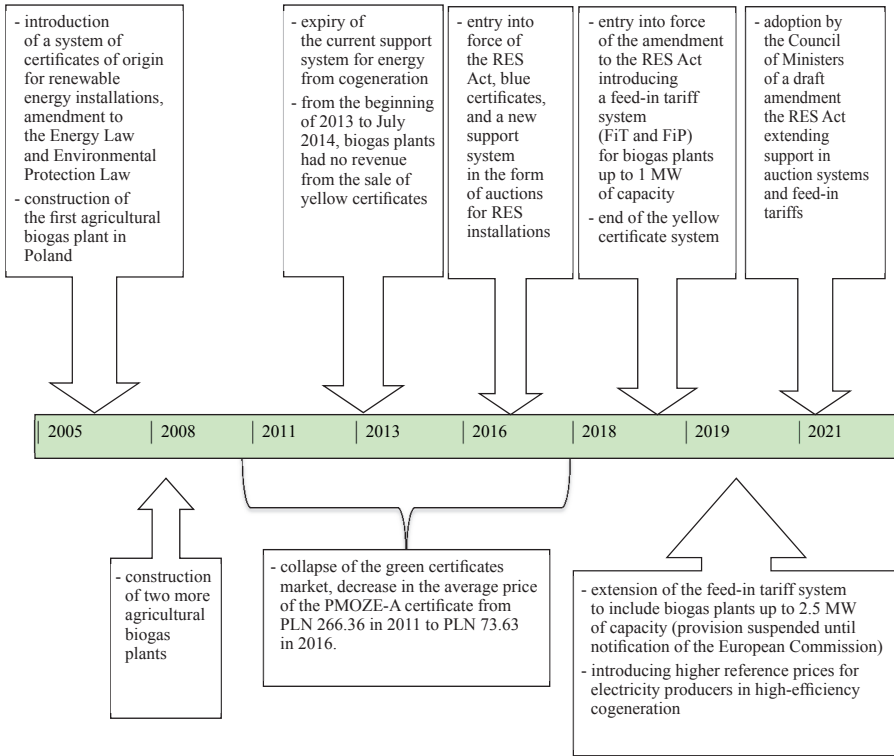 - introduction
of a system of
certificates of origin
for renewable
energy installations,
amendment to
the Energy Law
and Environmental
Protection Law
- construction of
the first agricultural
biogas plant in
Poland
- expiry of
the current support
system for energy
from cogeneration
- from the beginning
of 2013 to July
2014, biogas plants
had no revenue
from the sale of
yellow certificates
- entry into
force of
the RES
Act, blue
certificates,
and a new
support
system
in the form
of auctions
for RES
installations
- entry into force
of the amendment
to the RES Act
introducing
a feed-in tariff
system
(FiT and FiP)
for biogas plants
up to 1 MW
of capacity
- end of the yellow
certificate system
- adoption by
the Council
of Ministers
of a draft
amendment
the RES Act
extending
support in
auction systems
and feed-in
tariffs
2005
2008
2011
2013
2016
2018
2019
2021
- construction
of two more
agricultural
biogas
plants
- collapse of the green certificates
market, decrease in the average price
of the PMOZE-A certificate from
PLN 266.36 in 2011 to PLN 73.63
in 2016.
- extension of the feed-in tariff system
to include biogas plants up to 2.5 MW
of capacity (provision suspended until
notification of the European Commission)
- introducing higher reference prices for
electricity producers in high-efficiency
cogeneration